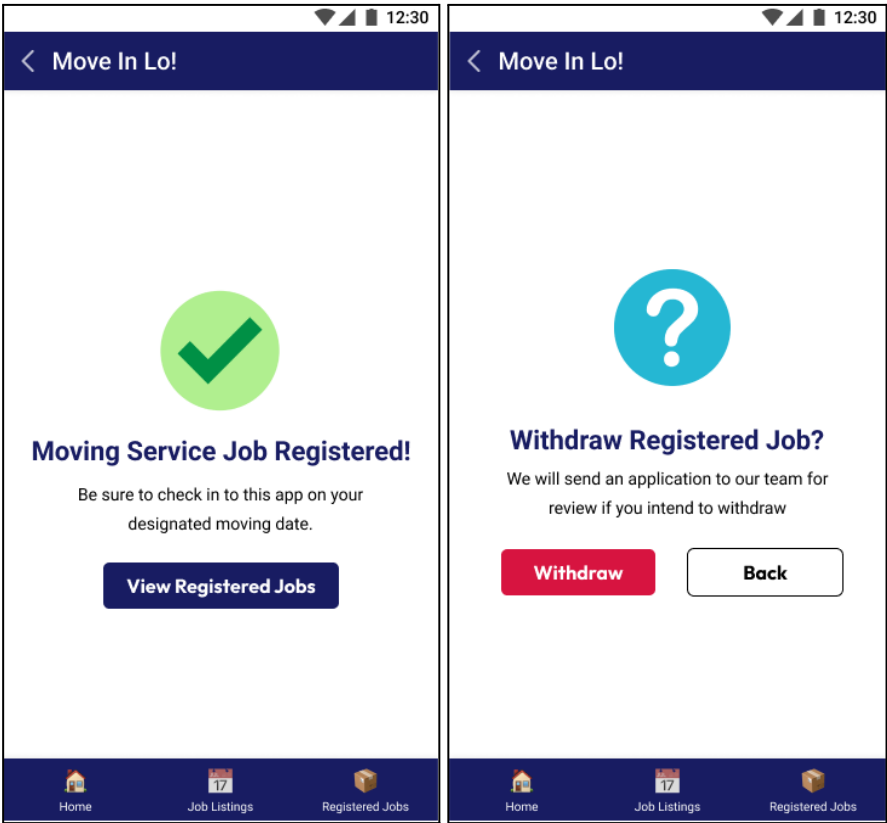 12:30
Move In Lo!
Moving Service Job Registered!
Be sure to check in to this app on your
designated moving date.
View Registered Jobs
17
Home
Job Listings
Registered Jobs
12:30
Move In Lo!
Withdraw Registered Job?
We will send an application to our team for
review if you intend to withdraw
Withdraw
Back
17
Home
Job Listings
Registered Jobs